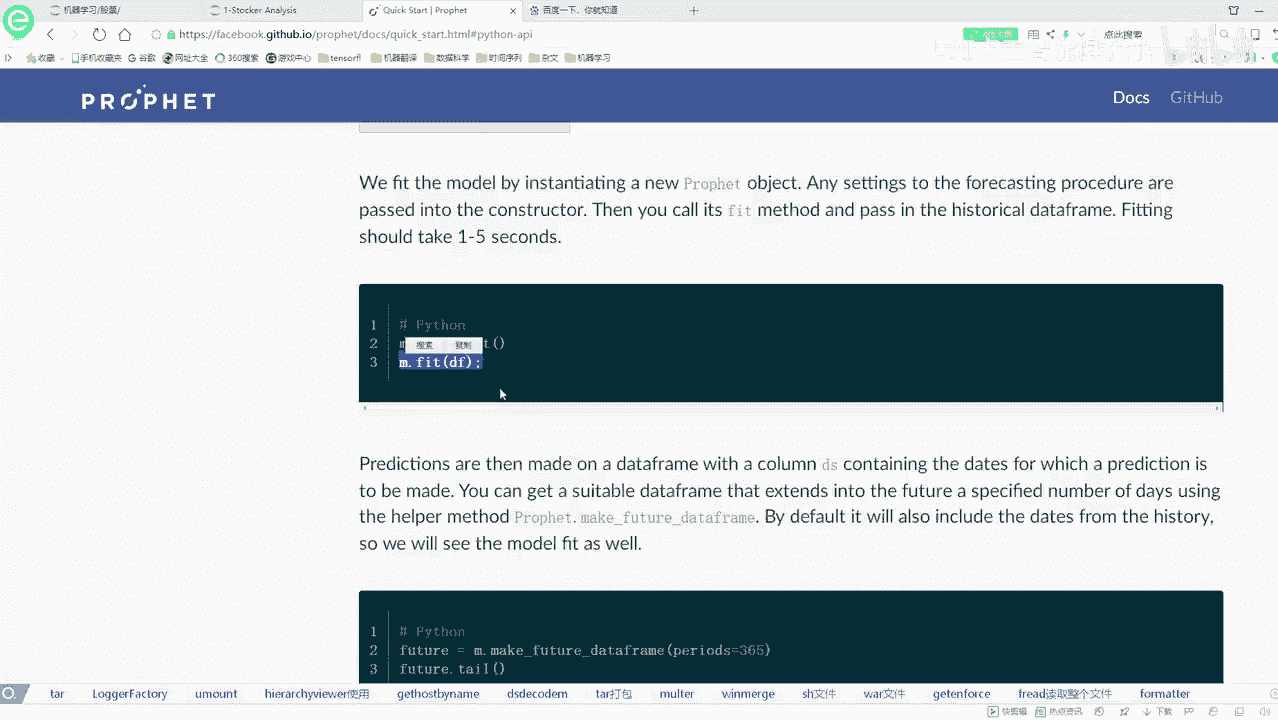 机器学习/股票/
1-Stocker Analysis
Quick Start | Prophet
百度一下，你就知道
https://facebook.github.io/prophet/docs/quick_start.html#python-api
点此搜索
收藏 手机收藏夹 谷歌 网址大全 360搜索 游戏中心 tensorfl 机器翻译 数据科学 时间序列 杂文 机器学习
PROPHET
Docs GitHub
We fit the model by instantiating a new Prophet object. Any settings to the forecasting procedure are
passed into the constructor. Then you call its fit method and pass in the historical dataframe. Fitting
should take 1-5 seconds.
1 # Python
搜索 复制
2 m t()
3 m.fit(df);
Predictions are then made on a dataframe with a column ds containing the dates for which a prediction is
to be made. You can get a suitable dataframe that extends into the future a specified number of days using
the helper method Prophet.make_future_dataframe. By default it will also include the dates from the history,
so we will see the model fit as well.
1 # Python
2 future = m.make_future_dataframe(periods=365)
3 future.tail()
tar LoggerFactory umount hierarchyviewer使用 gethostbyname dsdecodem tar打包 multer winmerge sh文件 war文件 getenforce fread读取整个文件 formatter
快剪辑 热点资讯 下载